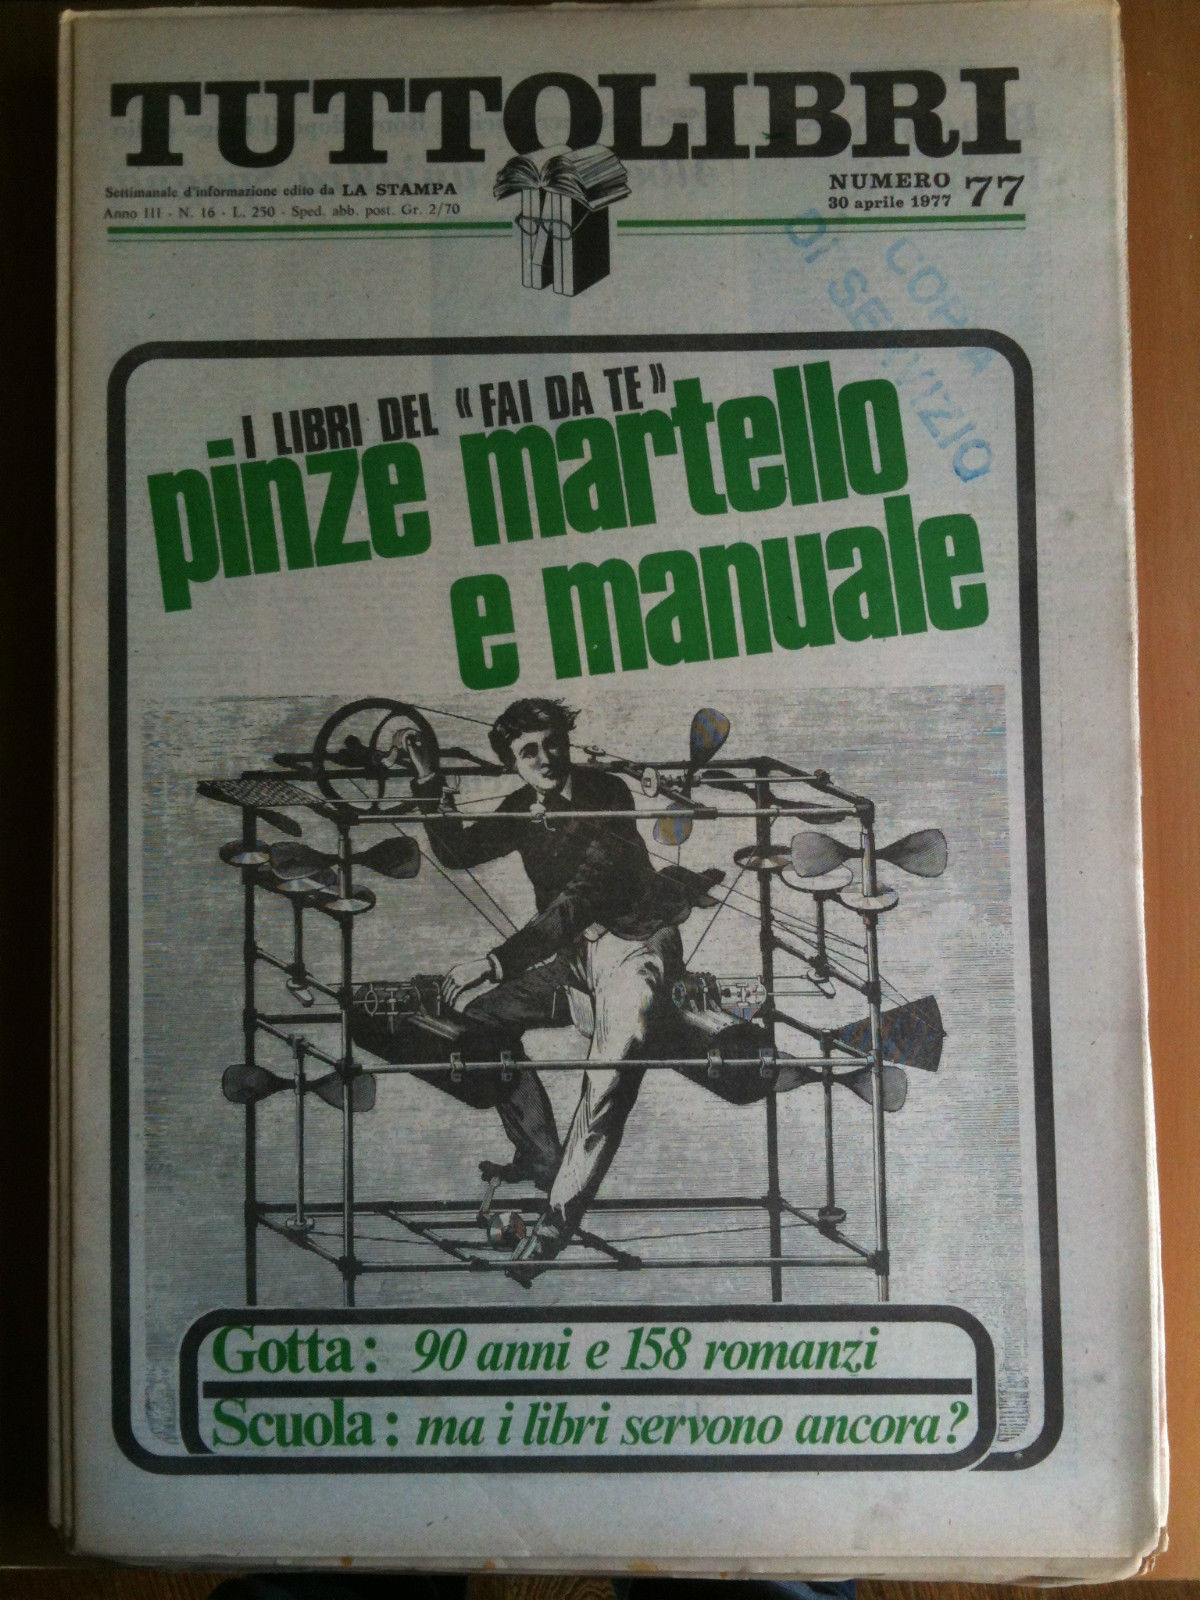 TUTTOLIBRI
Settimanale d'informazione edito da LA STAMPA
Anno III - N. 16 - L. 250 - Sped. abb. post. Gr. 2/70
NUMERO 77
30 aprile 1977
COPIA
DI SERVIZIO
I LIBRI DEL « FAI DA TE »
pinze martello
e manuale
Gotta: 90 anni e 158 romanzi
Scuola: ma i libri servono ancora?